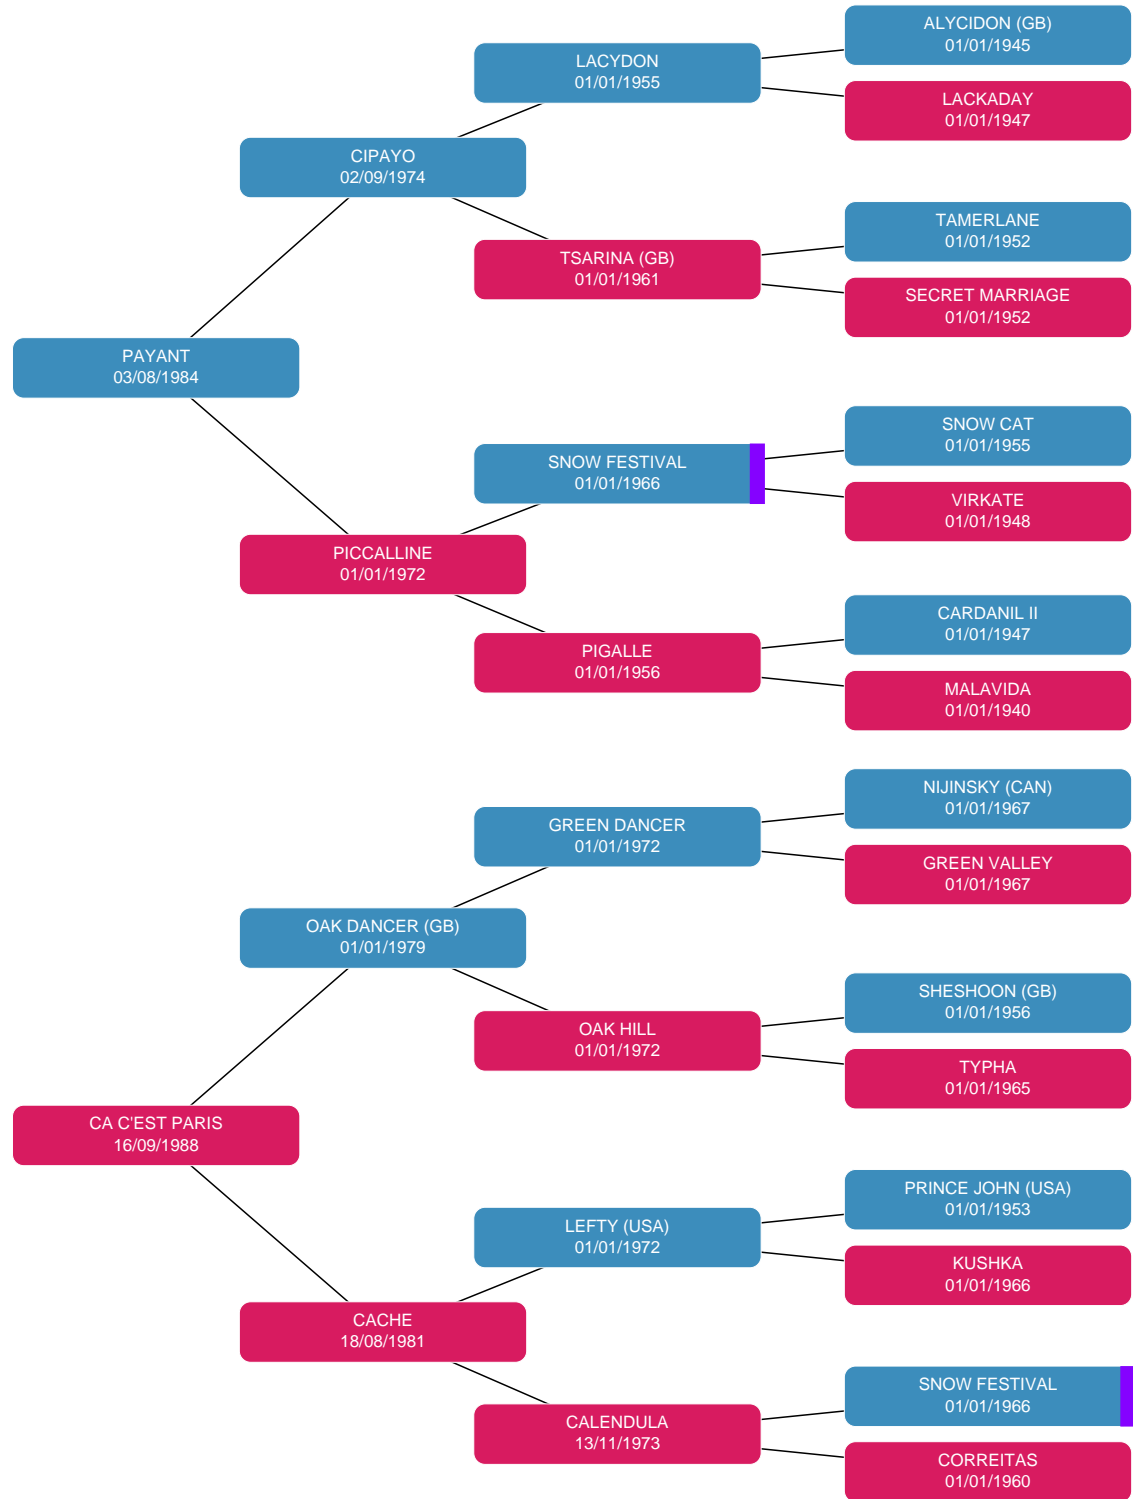 ALYCIDON (GB)
01/01/1945
LACYDON
01/01/1955
LACKADAY
01/01/1947
CIPAYO
02/09/1974
TAMERLANE
01/01/1952
TSARINA (GB)
01/01/1961
SECRET MARRIAGE
01/01/1952
PAYANT
03/08/1984
SNOW CAT
01/01/1955
SNOW FESTIVAL
01/01/1966
VIRKATE
01/01/1948
PICCALLINE
01/01/1972
CARDANIL II
01/01/1947
PIGALLE
01/01/1956
MALAVIDA
01/01/1940
NIJINSKY (CAN)
01/01/1967
GREEN DANCER
01/01/1972
GREEN VALLEY
01/01/1967
OAK DANCER (GB)
01/01/1979
SHESHOON (GB)
01/01/1956
OAK HILL
01/01/1972
TYPHA
01/01/1965
CA C'EST PARIS
16/09/1988
PRINCE JOHN (USA)
01/01/1953
LEFTY (USA)
01/01/1972
KUSHKA
01/01/1966
CACHE
18/08/1981
SNOW FESTIVAL
01/01/1966
CALENDULA
13/11/1973
CORREITAS
01/01/1960